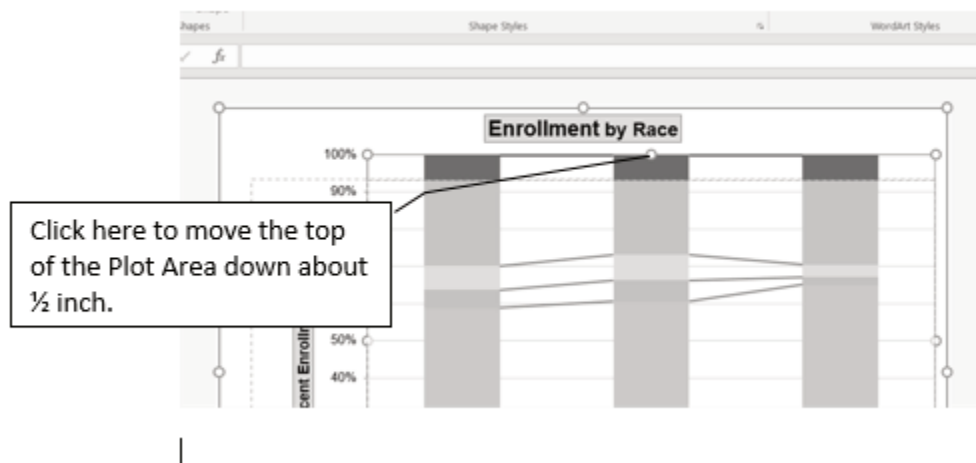 hapes
Shape Styles
WordArt Styles
fx
Enrollment by Race
100%
90%
Click here to move the top
of the Plot Area down about
½ inch.
50%
40%
cent Enrolln